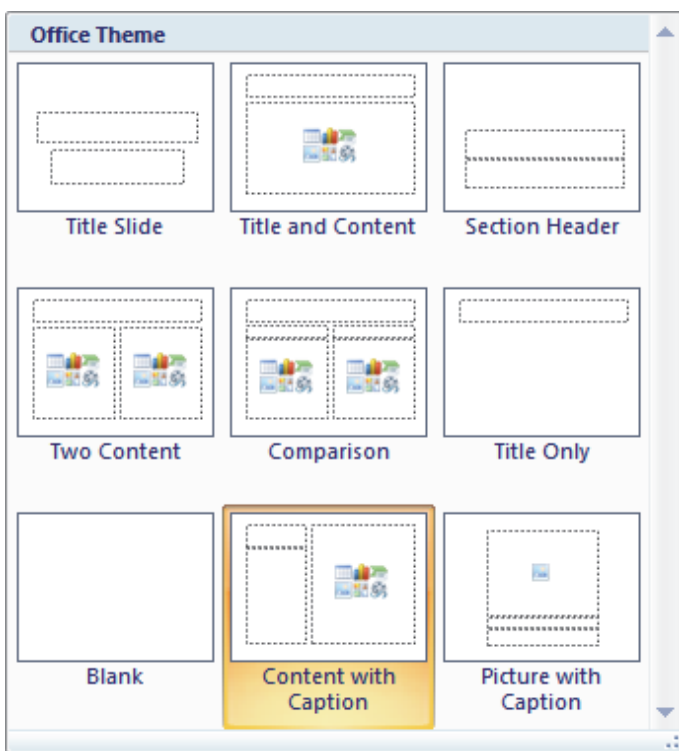 Office Theme
Title Slide
Title and Content
Section Header
Two Content
Comparison
Title Only
Blank
Content with
Caption
Picture with
Caption